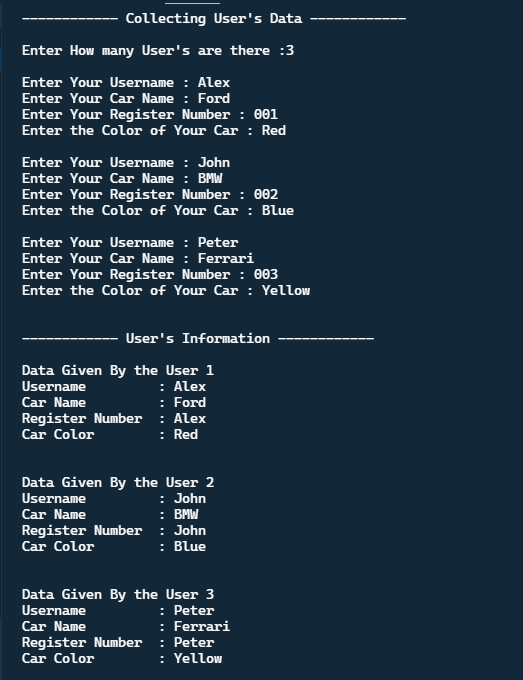 ------------ Collecting User's Data ------------
Enter How many User's are there :3
Enter Your Username : Alex
Enter Your Car Name : Ford
Enter Your Register Number : 001
Enter the Color of Your Car : Red
Enter Your Username : John
Enter Your Car Name : BMW
Enter Your Register Number : 002
Enter the Color of Your Car : Blue
Enter Your Username : Peter
Enter Your Car Name : Ferrari
Enter Your Register Number : 003
Enter the Color of Your Car : Yellow
------------ User's Information ------------
Data Given By the User 1
Username         : Alex
Car Name         : Ford
Register Number  : Alex
Car Color        : Red
Data Given By the User 2
Username         : John
Car Name         : BMW
Register Number  : John
Car Color        : Blue
Data Given By the User 3
Username         : Peter
Car Name         : Ferrari
Register Number  : Peter
Car Color        : Yellow